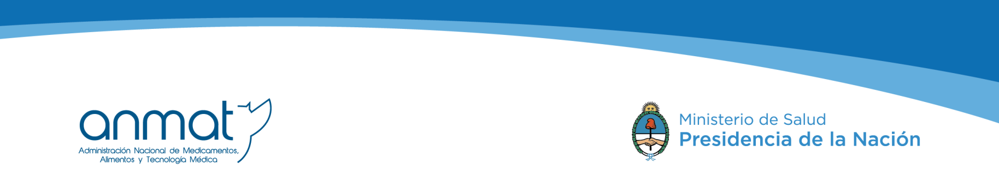 anmat
Administración Nacional de Medicamentos,
Alimentos y Tecnología Médica
Ministerio de Salud
Presidencia de la Nación